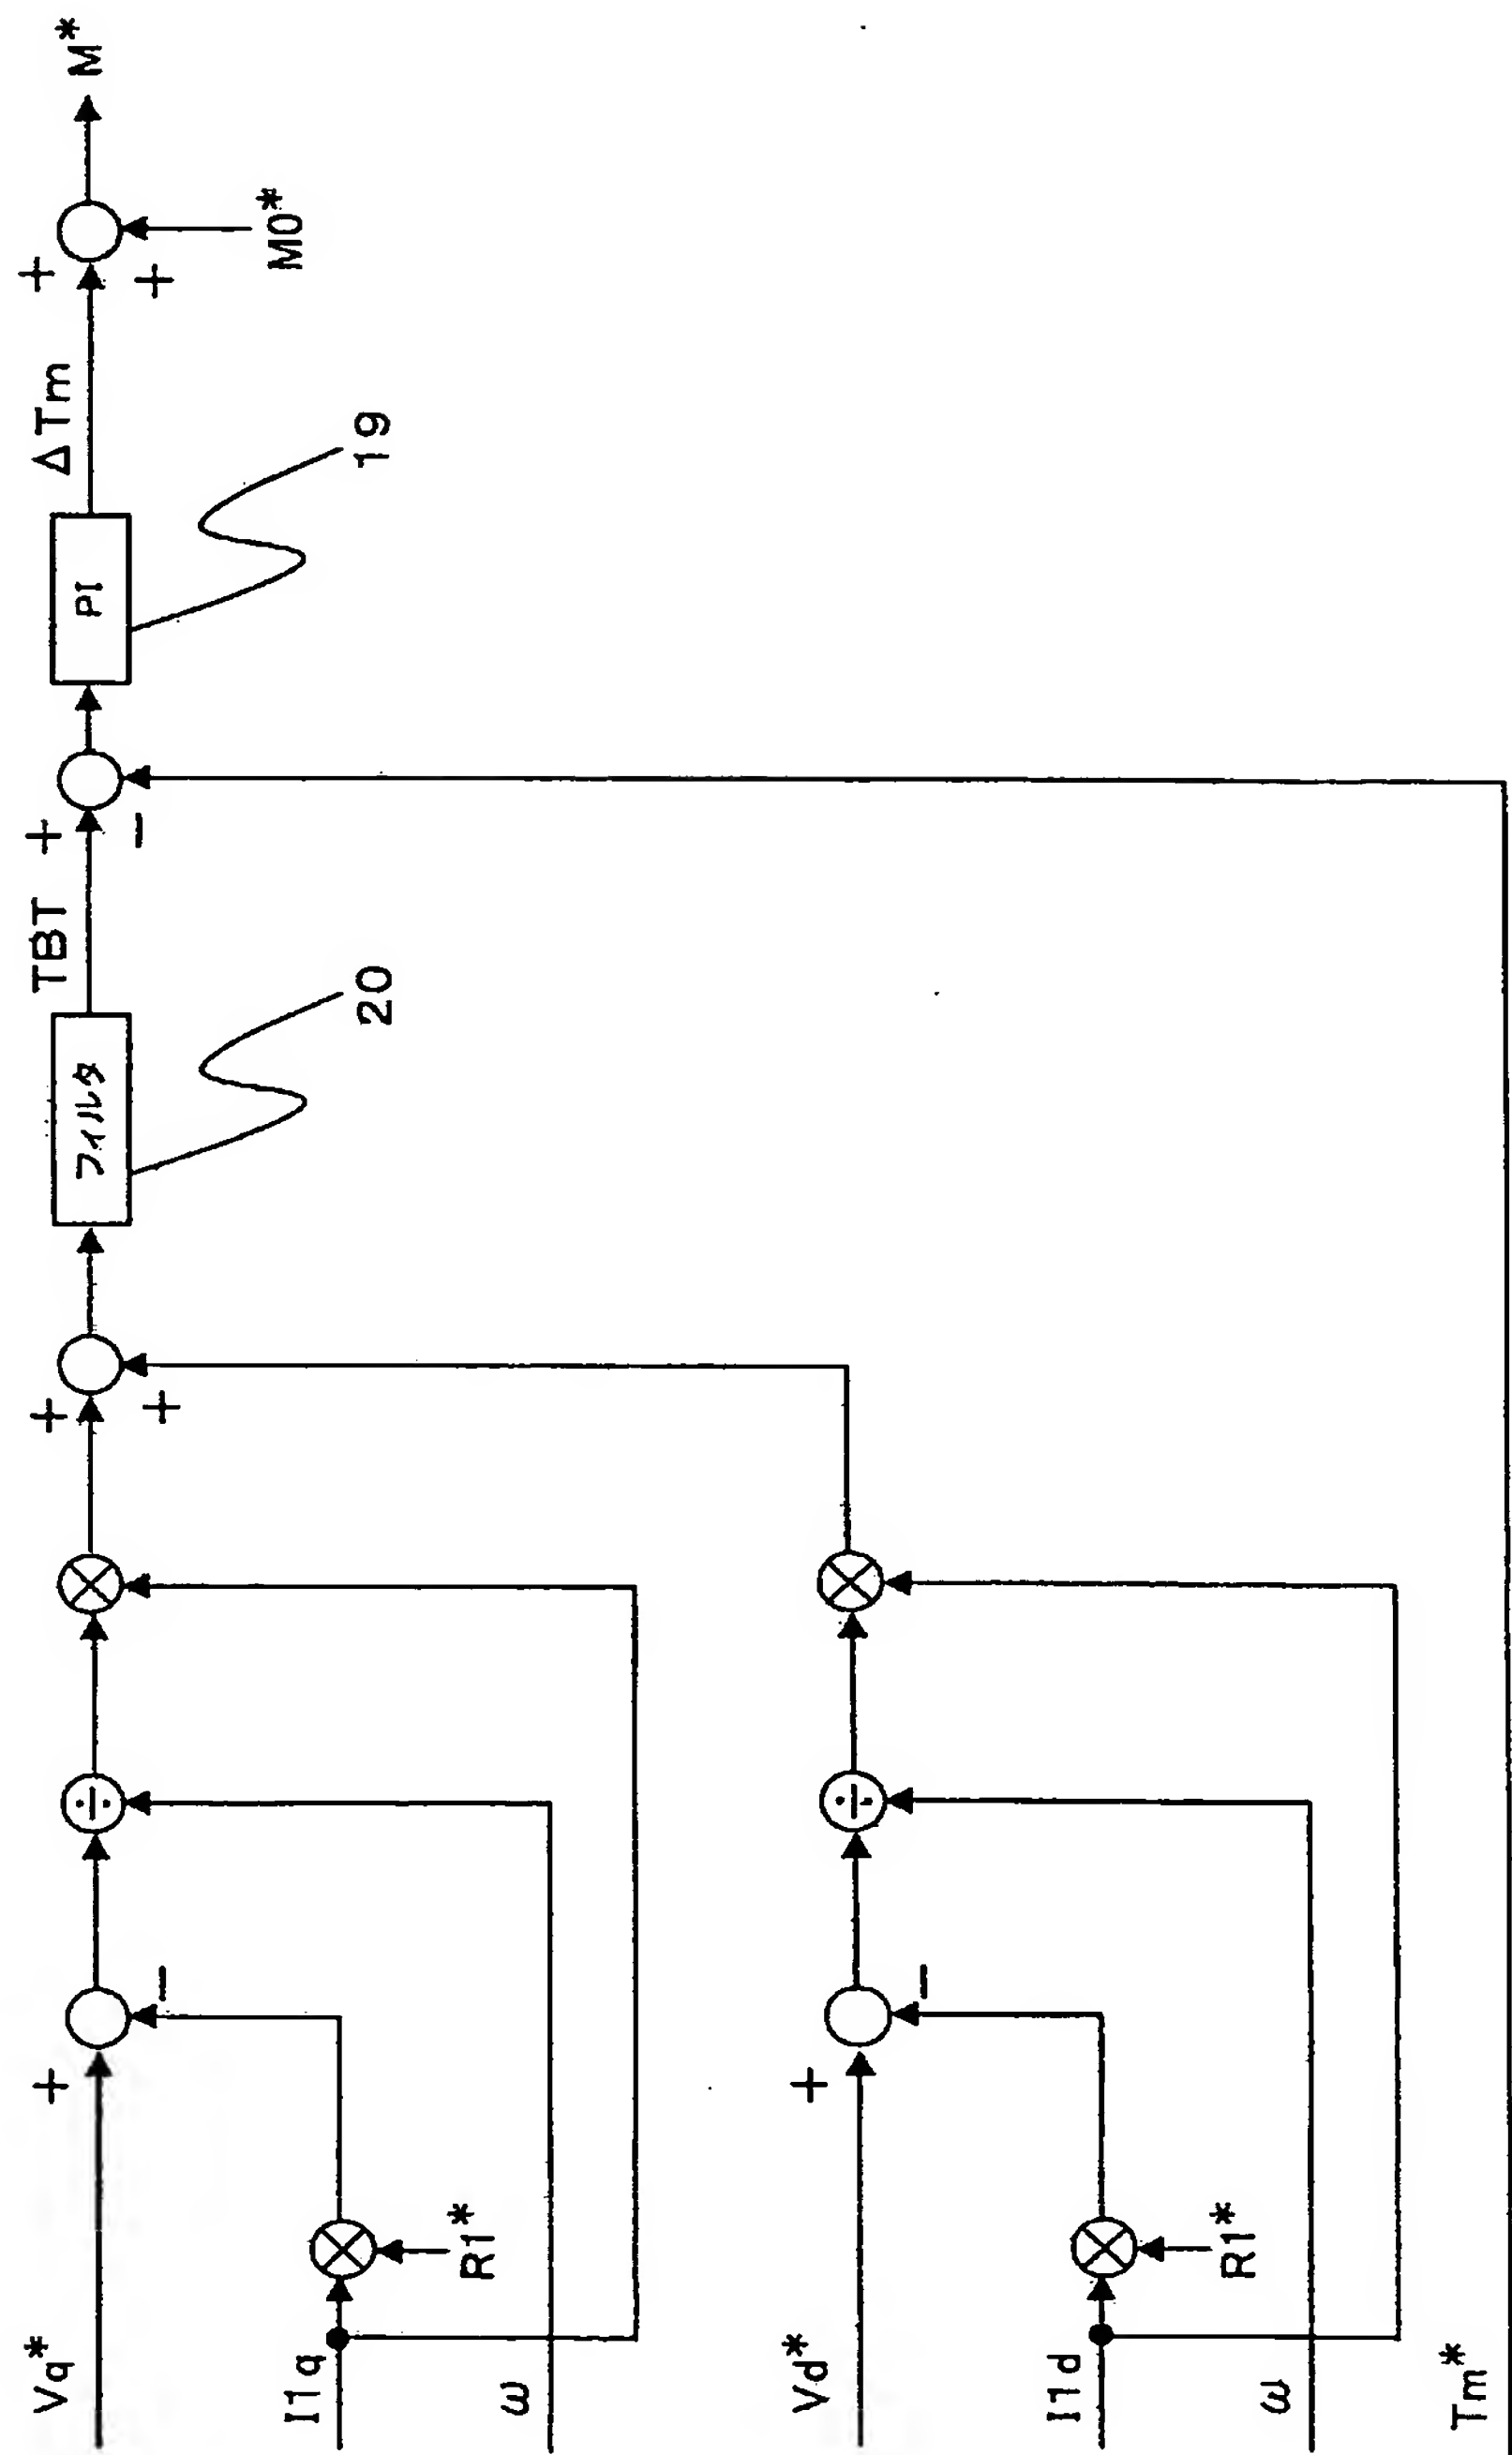 Vq*
+
-
I1q
R1*
ω
+
+
フィルタ
20
TBT
+
-
PI
19
ΔTm
+
+
M0*
M*
Vd*
+
-
I1d
R1*
ω
Tm*